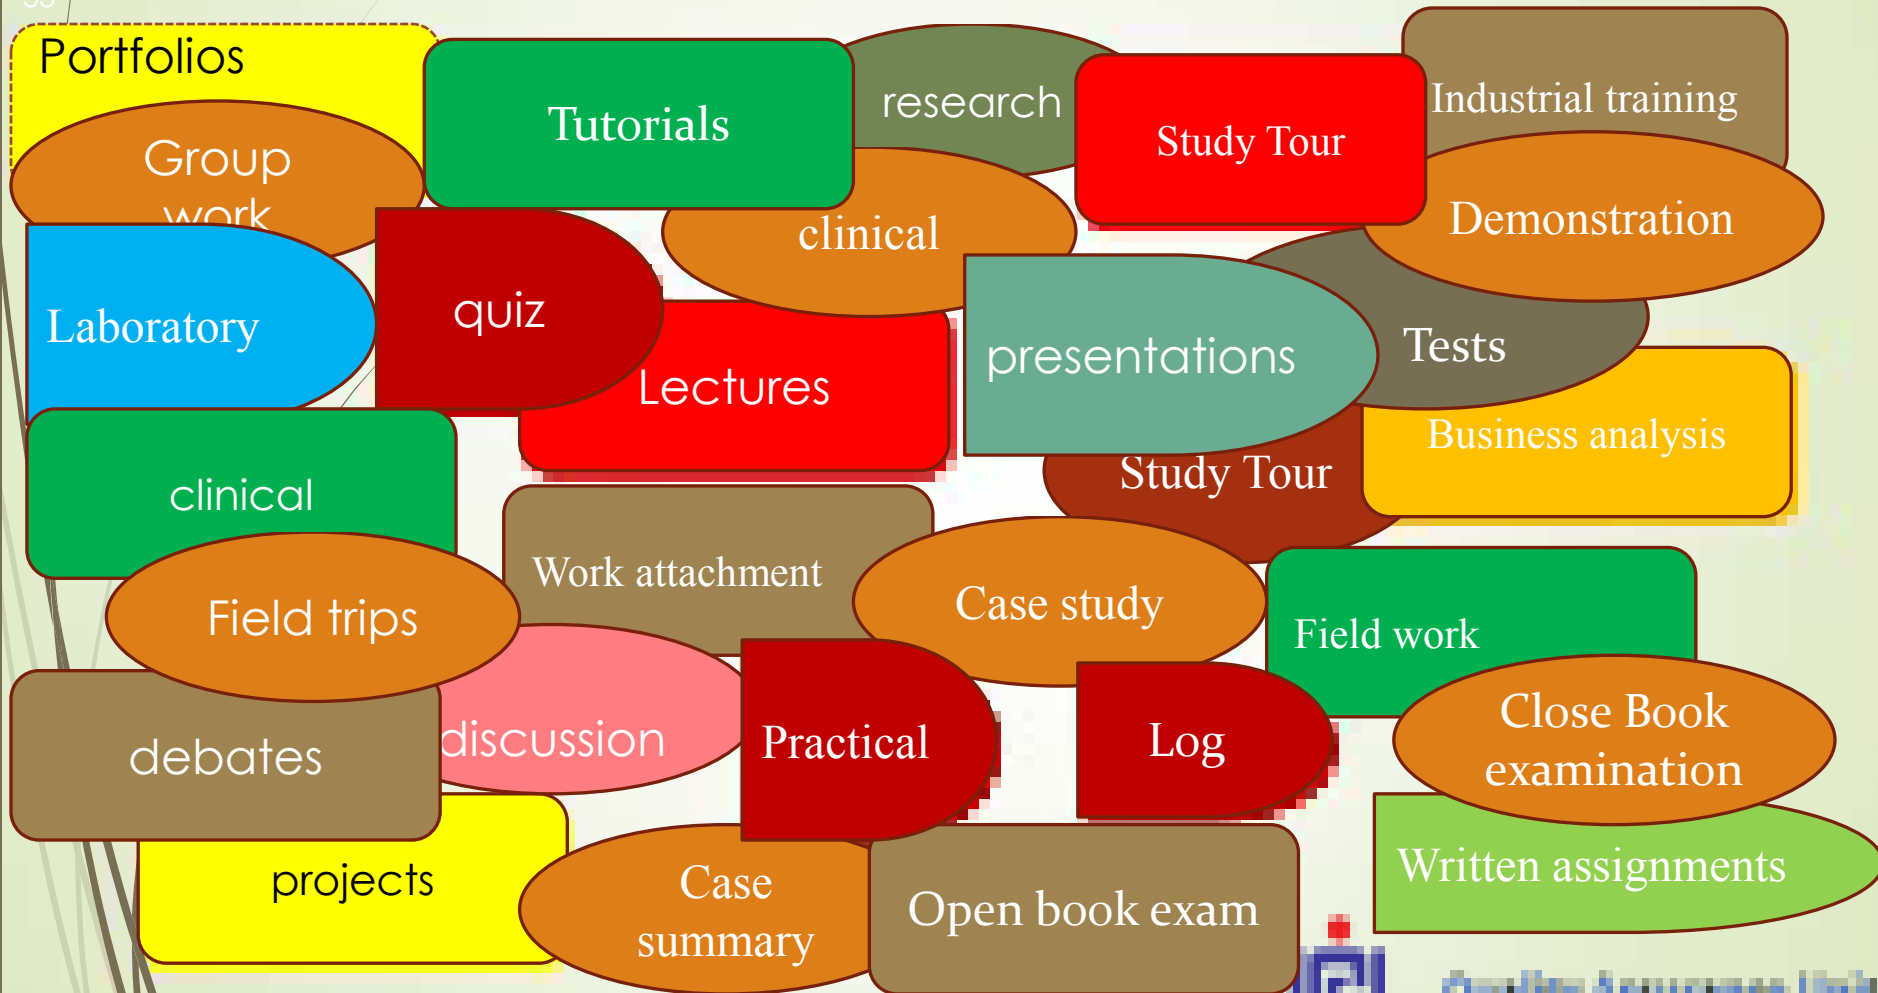 Portfolios
Tutorials
research
Study Tour
Industrial training
Group
work
clinical
Demonstration
Laboratory
quiz
Lectures
presentations
Tests
Business analysis
clinical
Study Tour
Work attachment
Case study
Field trips
Field work
debates
discussion
Practical
Log
Close Book
examination
projects
Case
summary
Open book exam
Written assignments